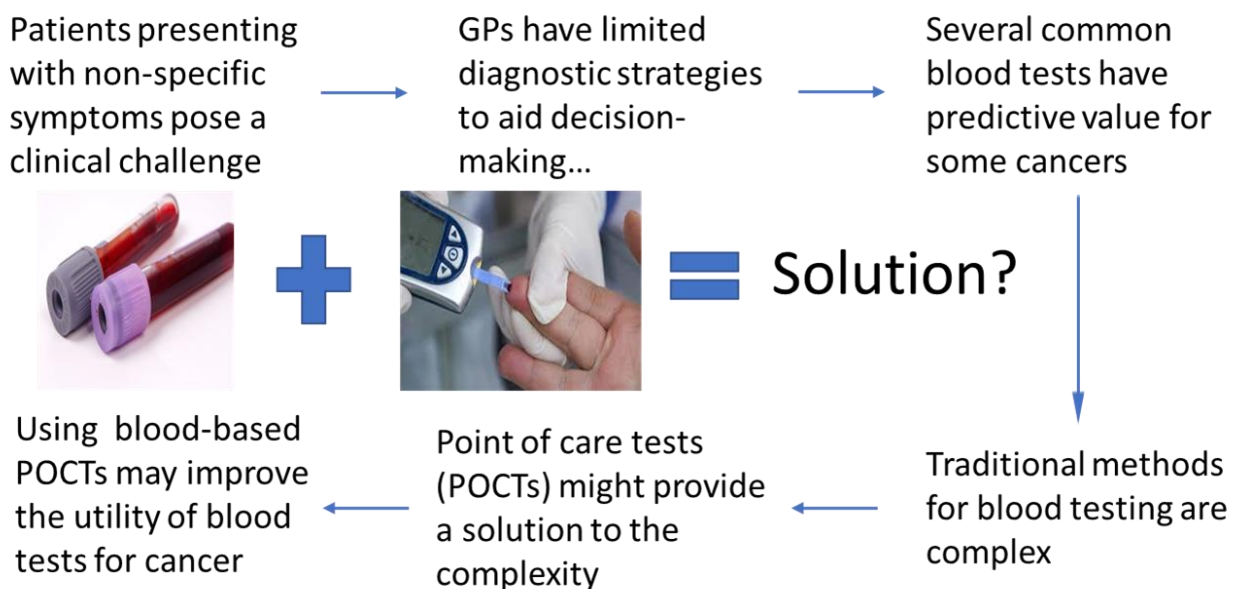 Patients presenting
with non-specific
symptoms pose a
clinical challenge
GPs have limited
diagnostic strategies
to aid decision-
making...
Several common
blood tests have
predictive value for
some cancers
Solution?
Traditional methods
for blood testing are
complex
Point of care tests
(POCTs) might provide
a solution to the
complexity
Using blood-based
POCTs may improve
the utility of blood
tests for cancer